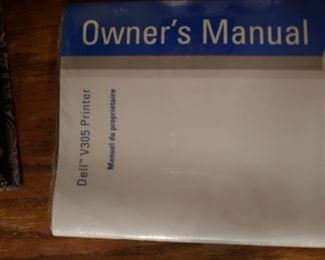 Owner's Manual
Dell™ V305 Printer
Manuel du propriétaire